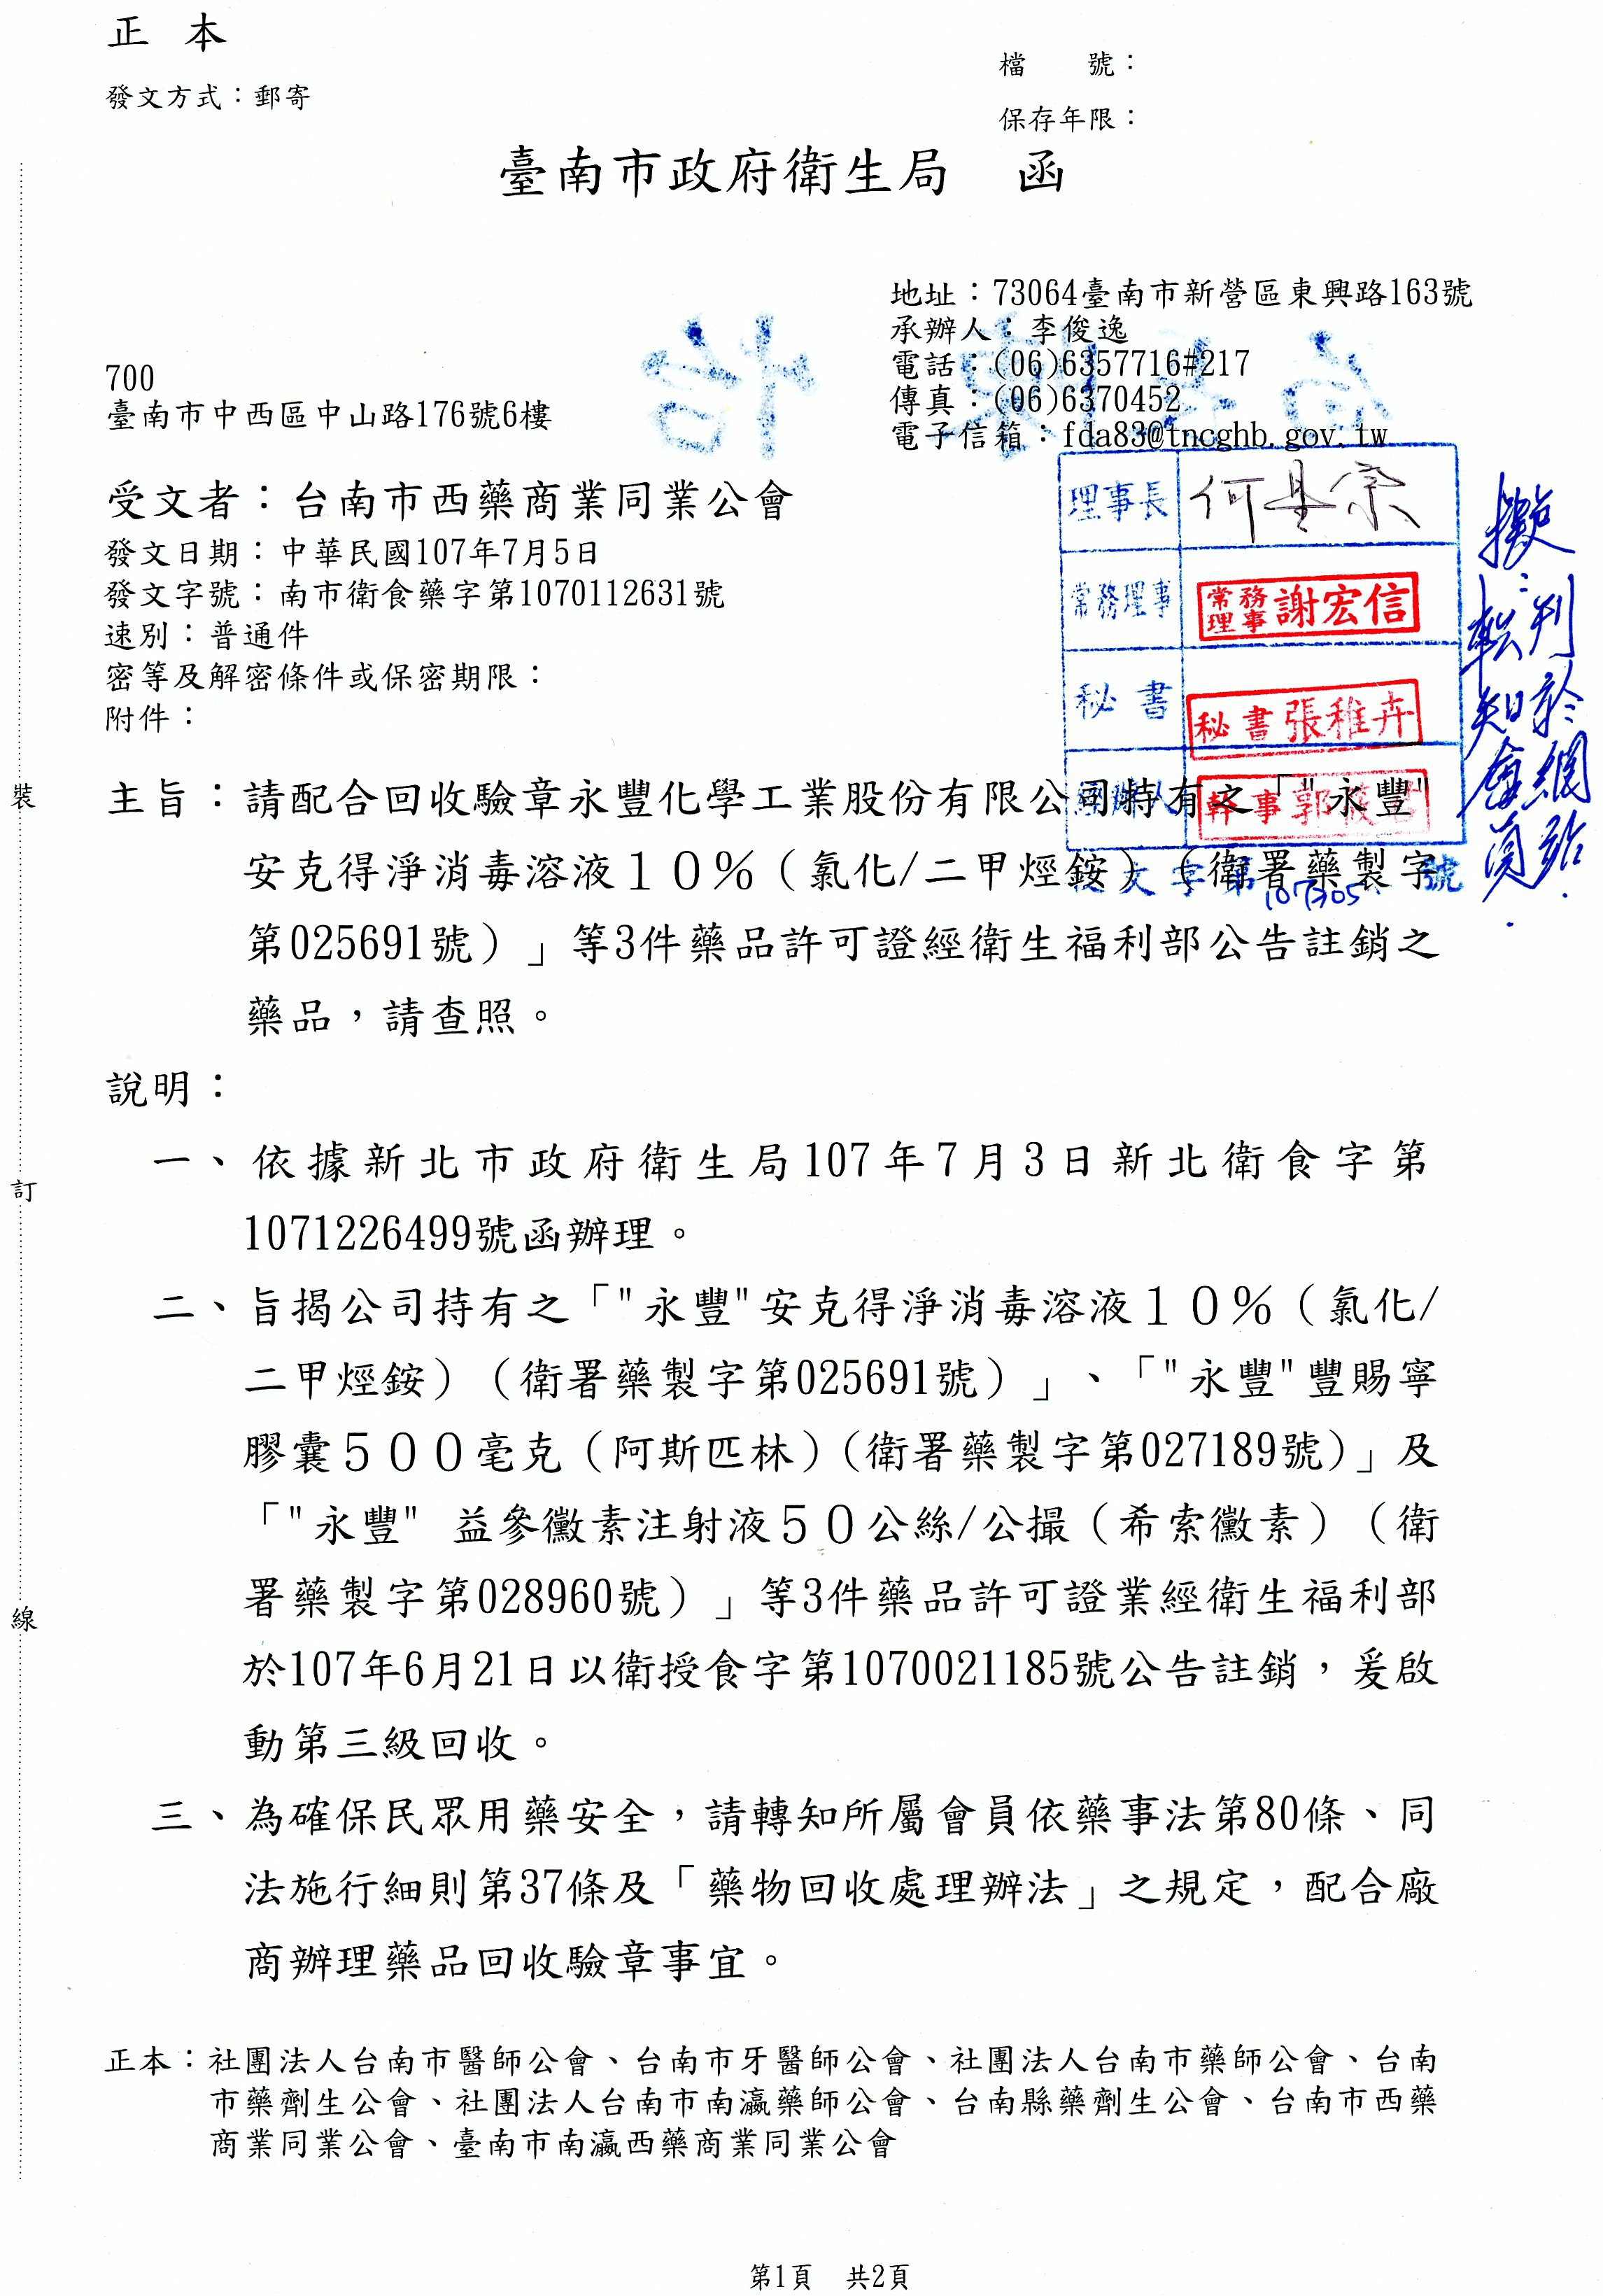 正 本
發文方式：郵寄
檔　　號：
保存年限：
臺南市政府衛生局　函
地址：73064臺南市新營區東興路163號
承辦人：李俊逸
電話：(06)6357716#217
傳真：(06)6370452
電子信箱：fda83@tncghb.gov.tw
700
臺南市中西區中山路176號6樓
受文者：台南市西藥商業同業公會
發文日期：中華民國107年7月5日
發文字號：南市衛食藥字第1070112631號
速別：普通件
密等及解密條件或保密期限：
附件：
理事長
常務理事
常務理事 謝宏信
秘書
秘書 張稚卉
幹事 郭
擬：轉知會員
刊於網站.
主旨：請配合回收驗章永豐化學工業股份有限公司持有之「"永豐"
安克得淨消毒溶液１０％（氯化/二甲烴銨）（衛署藥製字
第025691號）」等3件藥品許可證經衛生福利部公告註銷之
藥品，請查照。
收文字第 號
說明：
一、依據新北市政府衛生局107年7月3日新北衛食字第
1071226499號函辦理。
二、旨揭公司持有之「"永豐"安克得淨消毒溶液１０％（氯化/
二甲烴銨）（衛署藥製字第025691號）」、「"永豐"豐賜寧
膠囊５００毫克（阿斯匹林）(衛署藥製字第027189號)」及
「"永豐" 益參黴素注射液５０公絲/公撮（希索黴素）（衛
署藥製字第028960號）」等3件藥品許可證業經衛生福利部
於107年6月21日以衛授食字第1070021185號公告註銷，爰啟
動第三級回收。
三、為確保民眾用藥安全，請轉知所屬會員依藥事法第80條、同
法施行細則第37條及「藥物回收處理辦法」之規定，配合廠
商辦理藥品回收驗章事宜。
正本：社團法人台南市醫師公會、台南市牙醫師公會、社團法人台南市藥師公會、台南
市藥劑生公會、社團法人台南市南瀛藥師公會、台南縣藥劑生公會、台南市西藥
商業同業公會、臺南市南瀛西藥商業同業公會
裝
訂
線
第1頁　共2頁